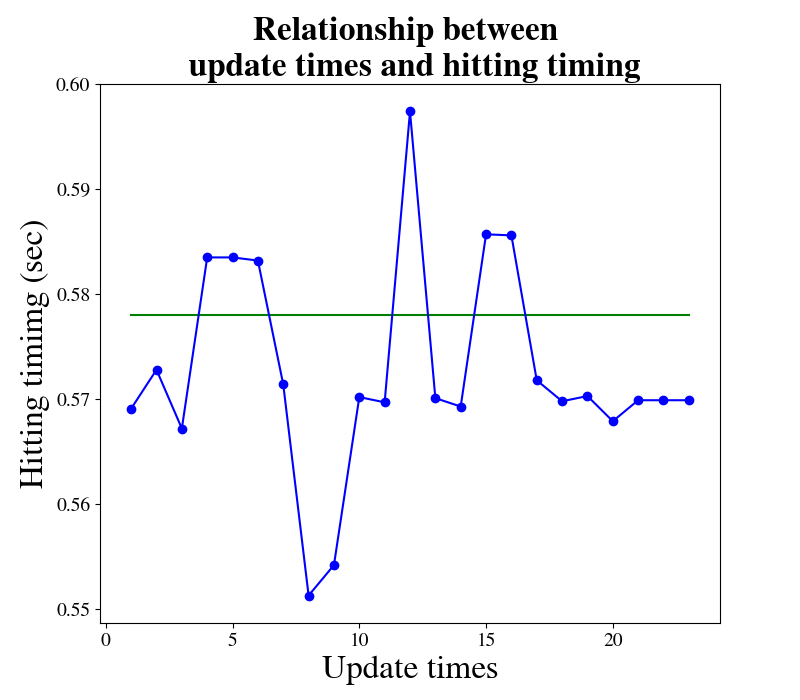 Relationship between
update times and hitting timing
Hitting timimg (sec)
0.60
0.59
0.58
0.57
0.56
0.55
0
5
10
15
20
Update times